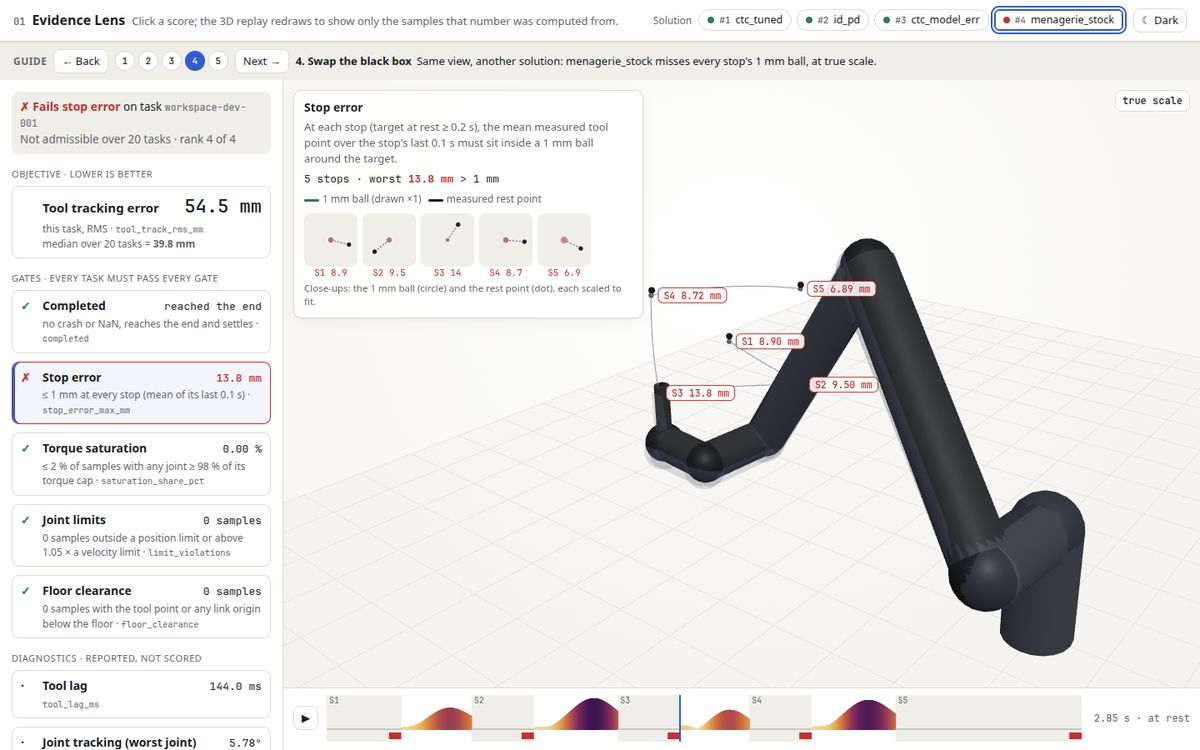 01 Evidence Lens Click a score; the 3D replay redraws to show only the samples that number was computed from. Solution #1 ctc_tuned #2 id_pd #3 ctc_model_err #4 menagerie_stock ☾ Dark
GUIDE ← Back 1 2 3 4 5 Next → 4. Swap the black box Same view, another solution: menagerie_stock misses every stop's 1 mm ball, at true scale.
✗ Fails stop error on task workspace-dev-
001
Not admissible over 20 tasks · rank 4 of 4
OBJECTIVE · LOWER IS BETTER
Tool tracking error 54.5 mm
this task, RMS · tool_track_rms_mm
median over 20 tasks = 39.8 mm
GATES · EVERY TASK MUST PASS EVERY GATE
✓ Completed reached the end
no crash or NaN, reaches the end and settles ·
completed
✗ Stop error 13.8 mm
≤ 1 mm at every stop (mean of its last 0.1 s) ·
stop_error_max_mm
✓ Torque saturation 0.00 %
≤ 2 % of samples with any joint ≥ 98 % of its
torque cap · saturation_share_pct
✓ Joint limits 0 samples
0 samples outside a position limit or above
1.05 × a velocity limit · limit_violations
✓ Floor clearance 0 samples
0 samples with the tool point or any link origin
below the floor · floor_clearance
DIAGNOSTICS · REPORTED, NOT SCORED
· Tool lag 144.0 ms
tool_lag_ms
· Joint tracking (worst joint) 5.78°
Stop error
At each stop (target at rest ≥ 0.2 s), the mean measured tool
point over the stop's last 0.1 s must sit inside a 1 mm ball
around the target.
5 stops · worst 13.8 mm > 1 mm
1 mm ball (drawn ×1) measured rest point
S1 8.9 S2 9.5 S3 14 S4 8.7 S5 6.9
Close-ups: the 1 mm ball (circle) and the rest point (dot), each scaled to
fit.
true scale
S5 6.89 mm
S4 8.72 mm
S1 8.90 mm
S2 9.50 mm
S3 13.8 mm
▶ S1 S2 S3 S4 S5 2.85 s · at rest